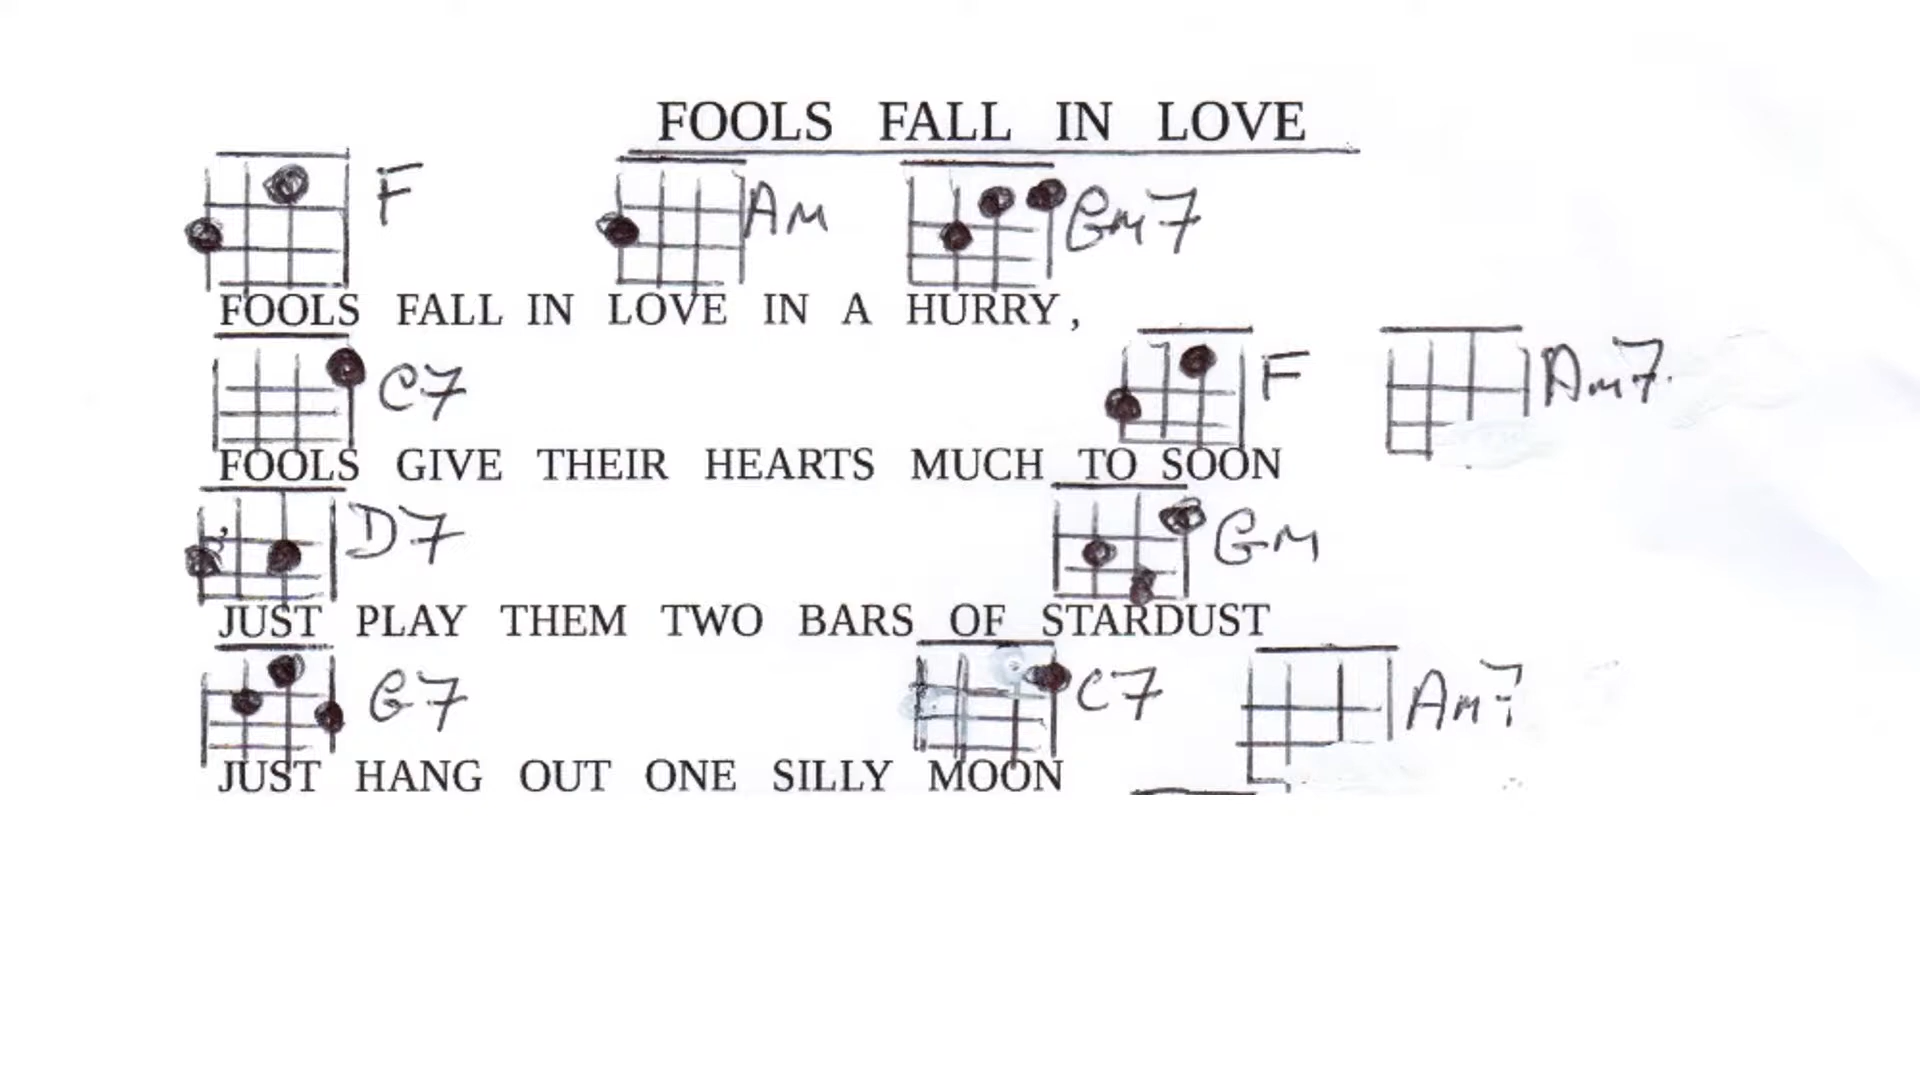 FOOLS FALL IN LOVE
F Am Gm7
FOOLS FALL IN LOVE IN A HURRY,
C7 F Am7
FOOLS GIVE THEIR HEARTS MUCH TO SOON
D7 Gm
JUST PLAY THEM TWO BARS OF STARDUST
G7 C7 Am7
JUST HANG OUT ONE SILLY MOON